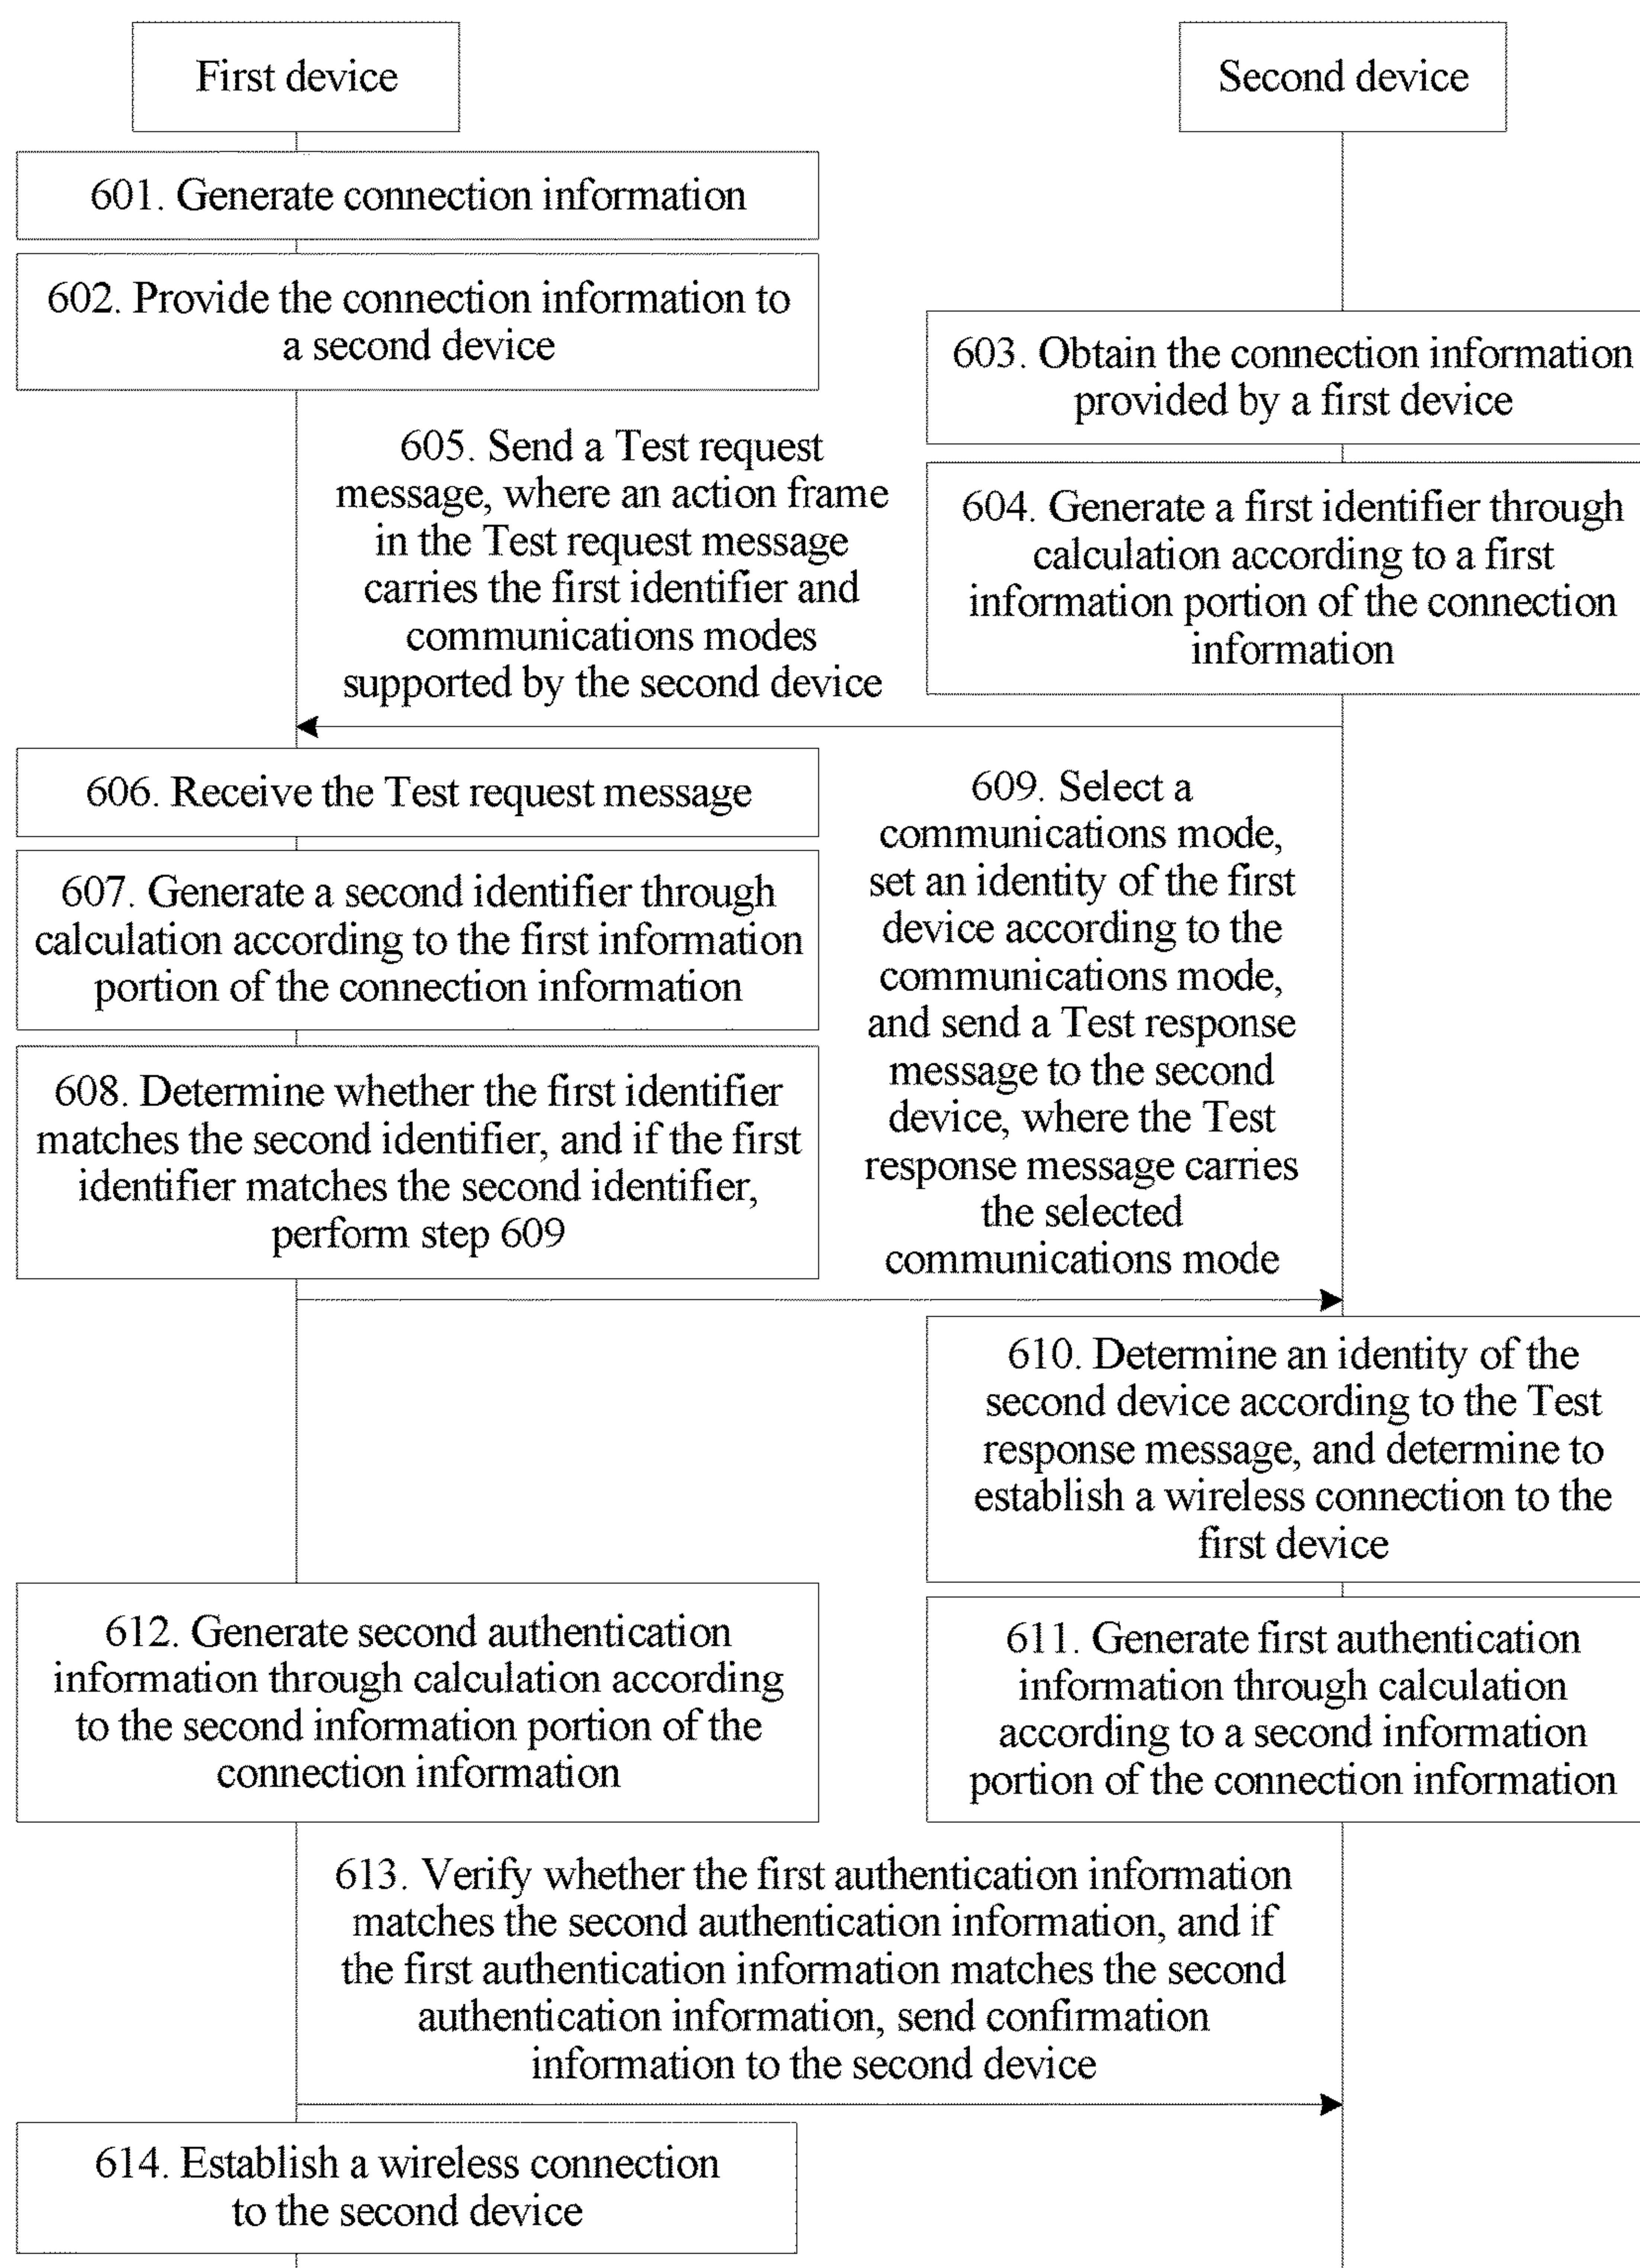 First device
Second device
601. Generate connection information
602. Provide the connection information to
a second device
603. Obtain the connection information
provided by a first device
604. Generate a first identifier through
calculation according to a first
information portion of the connection
information
605. Send a Test request
message, where an action frame
in the Test request message
carries the first identifier and
communications modes
supported by the second device
606. Receive the Test request message
607. Generate a second identifier through
calculation according to the first information
portion of the connection information
608. Determine whether the first identifier
matches the second identifier, and if the first
identifier matches the second identifier,
perform step 609
609. Select a
communications mode,
set an identity of the first
device according to the
communications mode,
and send a Test response
message to the second
device, where the Test
response message carries
the selected
communications mode
610. Determine an identity of the
second device according to the Test
response message, and determine to
establish a wireless connection to the
first device
611. Generate first authentication
information through calculation
according to a second information
portion of the connection information
612. Generate second authentication
information through calculation according
to the second information portion of the
connection information
613. Verify whether the first authentication information
matches the second authentication information, and if
the first authentication information matches the second
authentication information, send confirmation
information to the second device
614. Establish a wireless connection
to the second device